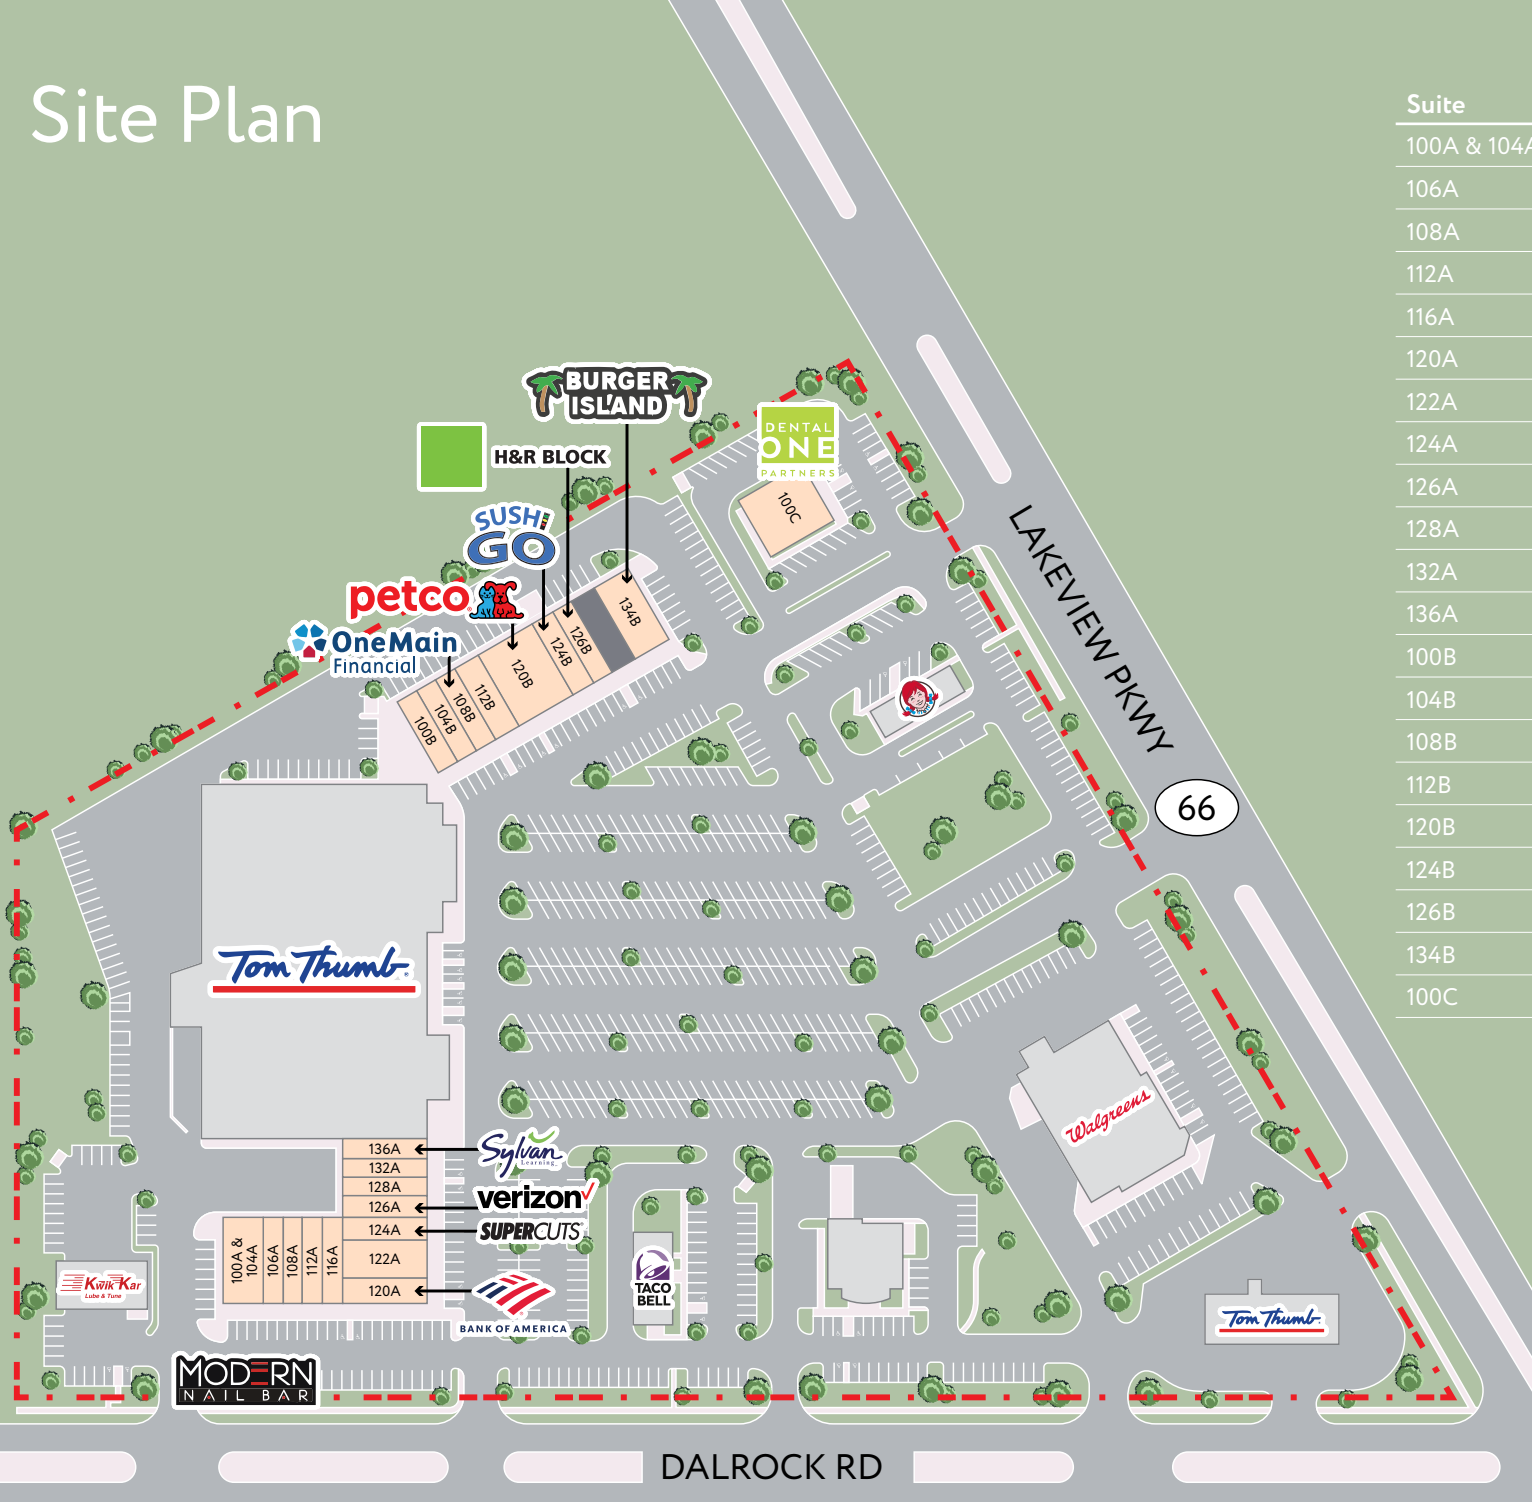 Site Plan
Suite
100A & 104A
106A
108A
112A
116A
120A
122A
124A
126A
128A
132A
136A
100B
104B
108B
112B
120B
124B
126B
134B
100C
BURGER
ISLAND
H&R BLOCK
SUSHI
GO
petco
OneMain
Financial
DENTAL
ONE
PARTNERS
100C
134B
126B
124B
120B
112B
108B
104B
100B
LAKEVIEW PKWY
66
Tom Thumb
Walgreens
136A
132A
128A
126A
124A
122A
120A
100A &
104A
106A
108A
112A
116A
Sylvan
Learning
verizon
SUPERCUTS
BANK OF AMERICA
TACO
BELL
Kwik Kar
Lube & Tune
MODERN
NAIL BAR
Tom Thumb
DALROCK RD